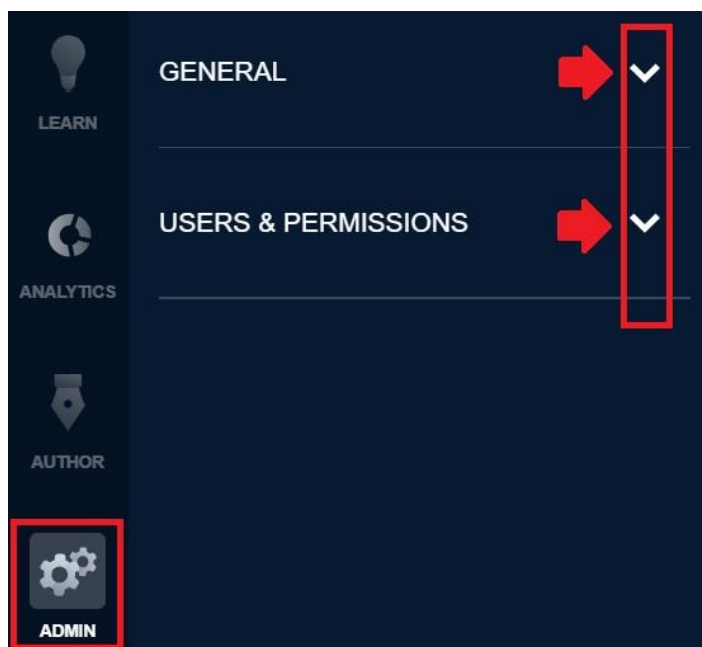 LEARN
ANALYTICS
AUTHOR
ADMIN
GENERAL
USERS & PERMISSIONS